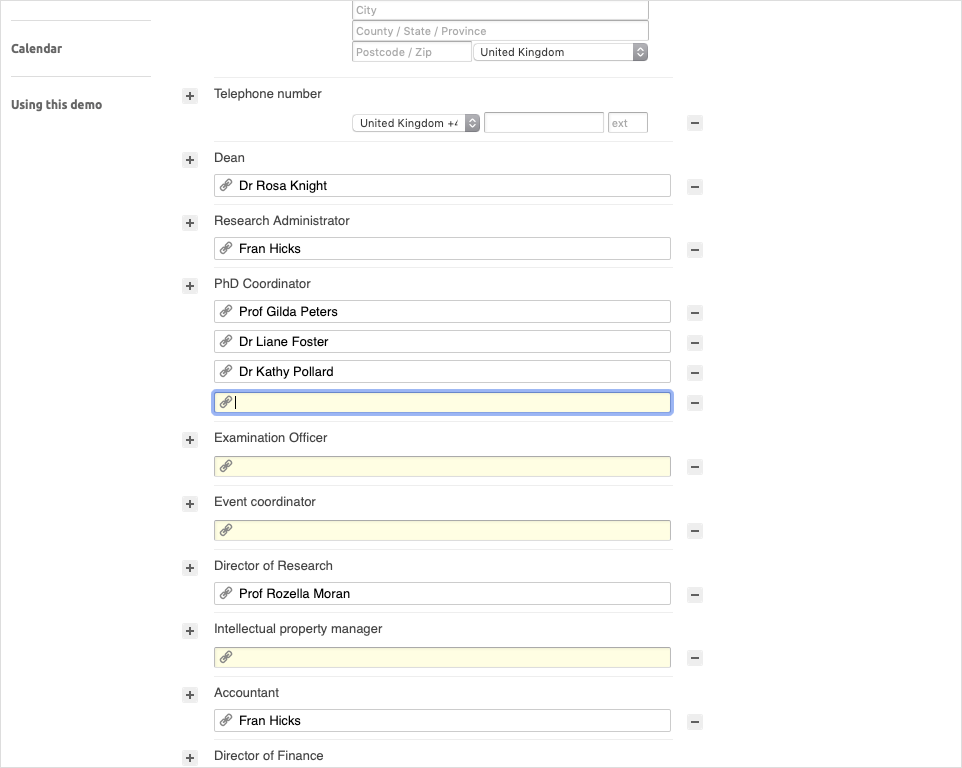 City
County / State / Province
Postcode / Zip United Kingdom
Calendar
Using this demo
Telephone number
United Kingdom +4 ext
Dean
Dr Rosa Knight
Research Administrator
Fran Hicks
PhD Coordinator
Prof Gilda Peters
Dr Liane Foster
Dr Kathy Pollard
Examination Officer
Event coordinator
Director of Research
Prof Rozella Moran
Intellectual property manager
Accountant
Fran Hicks
Director of Finance